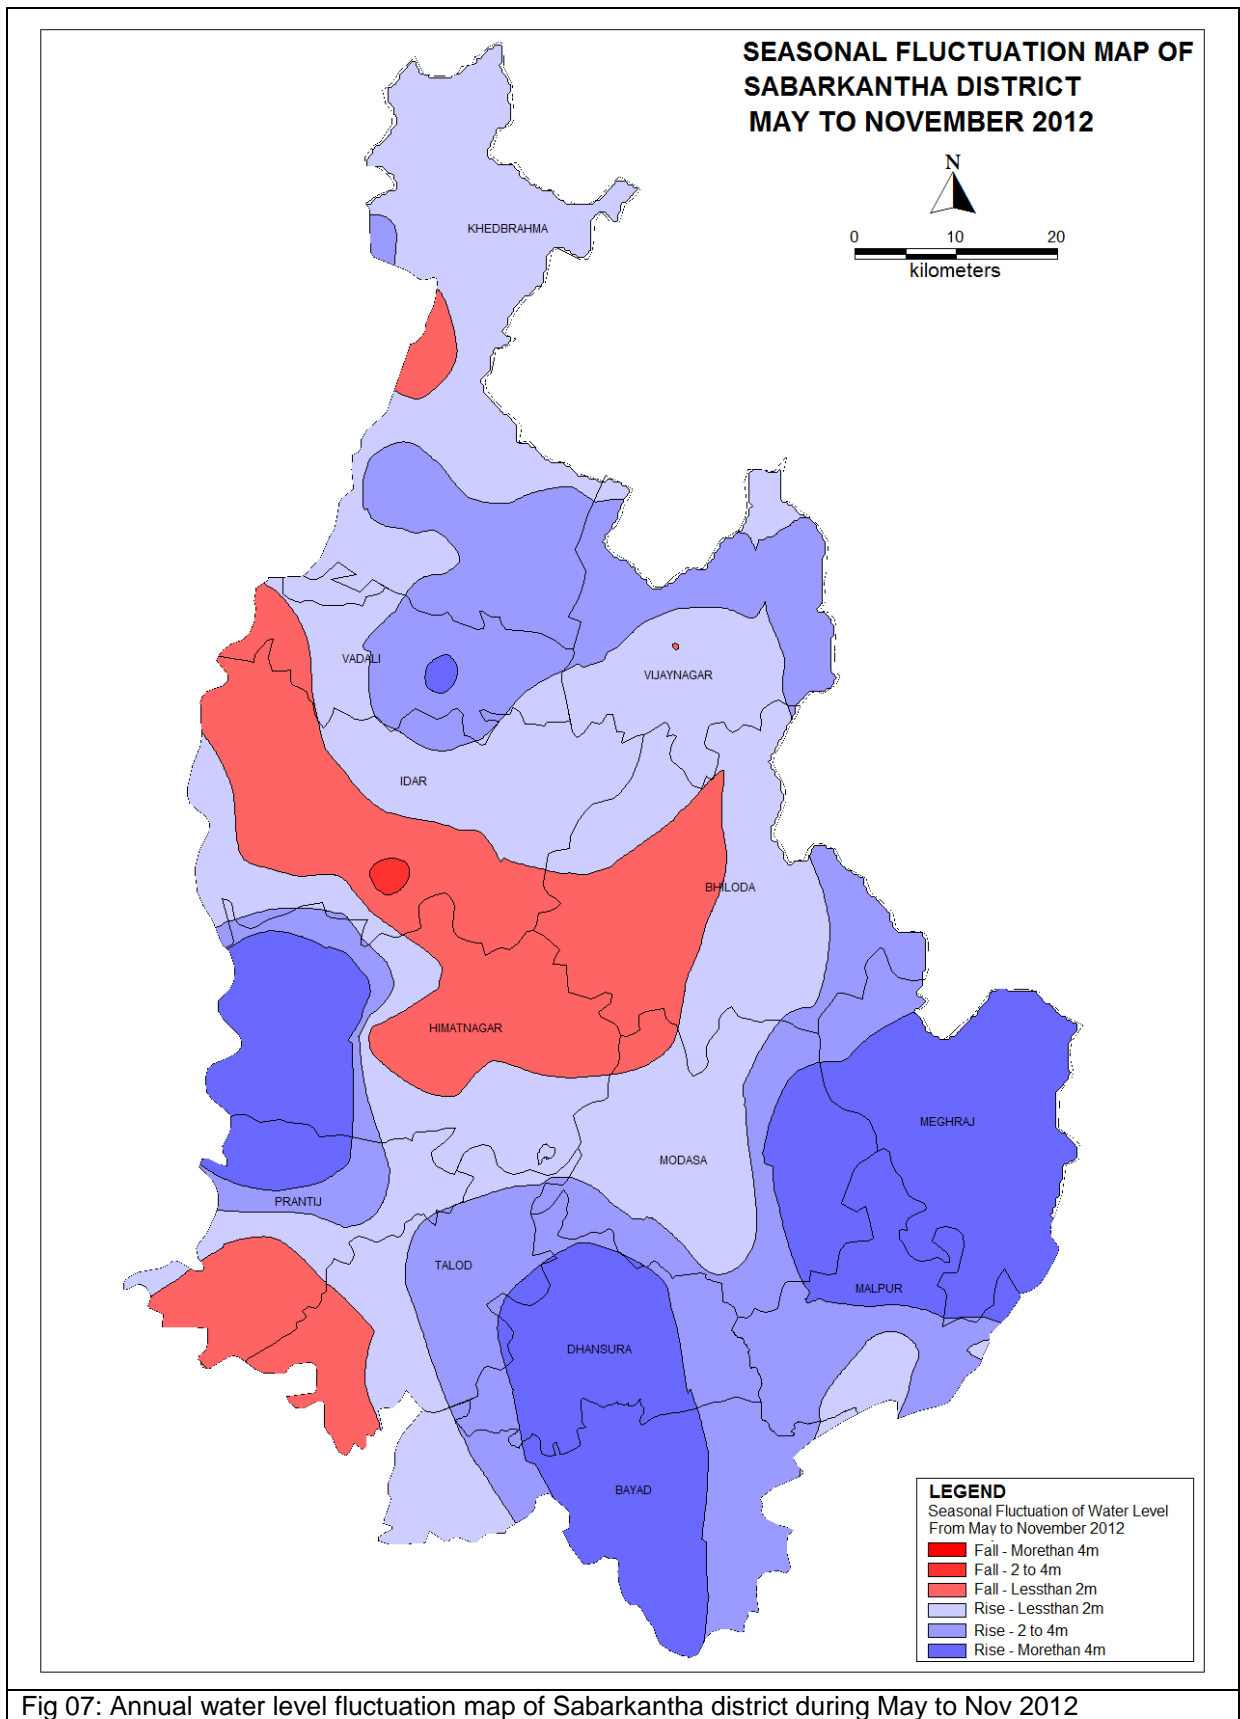 SEASONAL FLUCTUATION MAP OF
SABARKANTHA DISTRICT
MAY TO NOVEMBER 2012
N
0 10 20
kilometers
KHEDBRAHMA
VADALI
VIJAYNAGAR
IDAR
BHILODA
HIMATNAGAR
MEGHRAJ
MODASA
PRANTIJ
TALOD
MALPUR
DHANSURA
BAYAD
LEGEND
Seasonal Fluctuation of Water Level
From May to November 2012
Fall - Morethan 4m
Fall - 2 to 4m
Fall - Lessthan 2m
Rise - Lessthan 2m
Rise - 2 to 4m
Rise - Morethan 4m
Fig 07: Annual water level fluctuation map of Sabarkantha district during May to Nov 2012